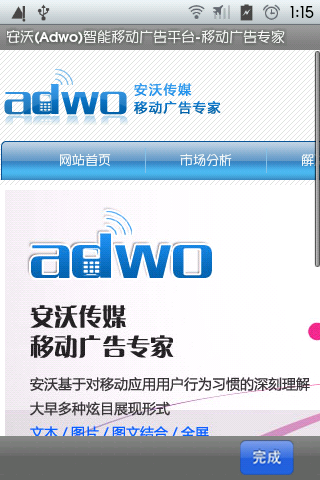 1:15
安沃(Adwo)智能移动广告平台-移动广告专家
adwo
安沃传媒
移动广告专家
网站首页 市场分析 解
adwo
安沃传媒
移动广告专家
安沃基于对移动应用用户行为习惯的深刻理解
大早多种炫目展现形式
文本 / 图片 / 图文结合 / 全屏
完成